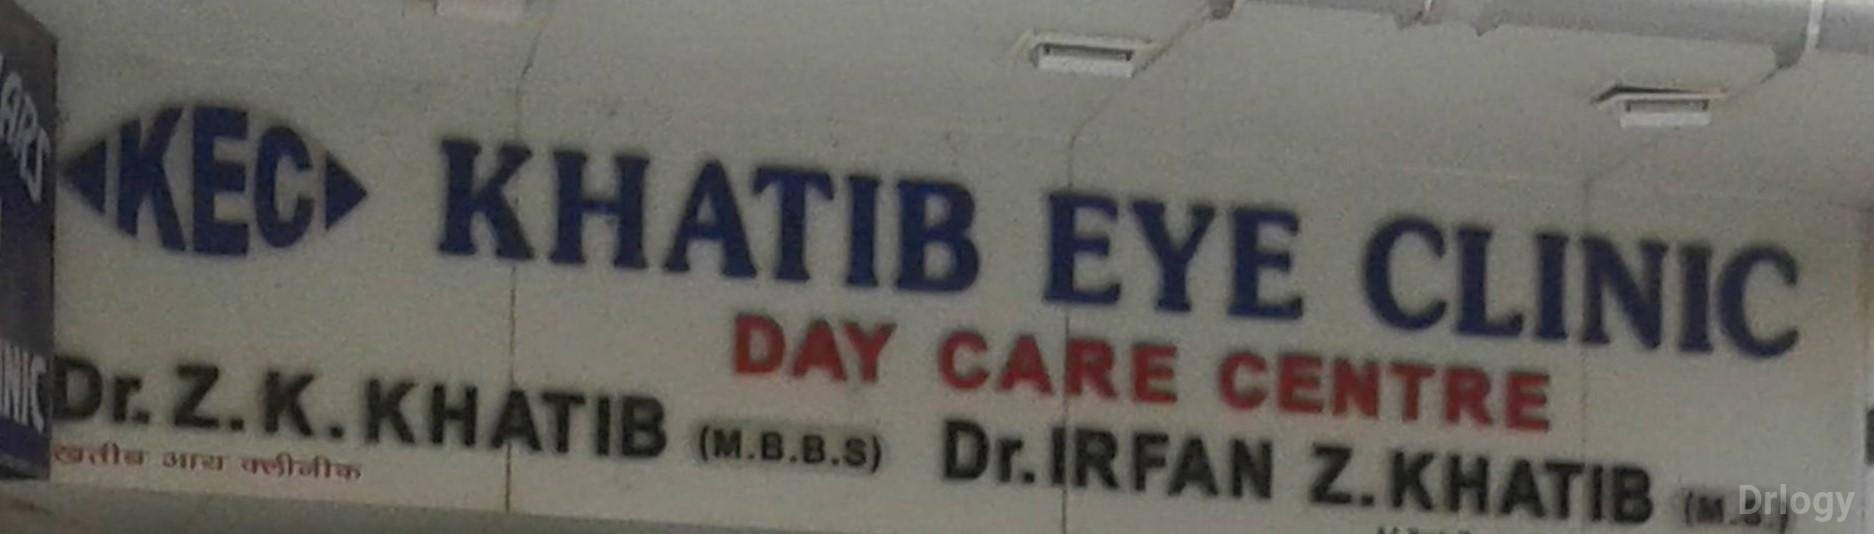 KEC KHATIB EYE CLINIC
DAY CARE CENTRE
Dr. Z. K. KHATIB (M.B.B.S) Dr. IRFAN Z. KHATIB (M.S.)
खतीब आय क्लीनीक
Drlogy